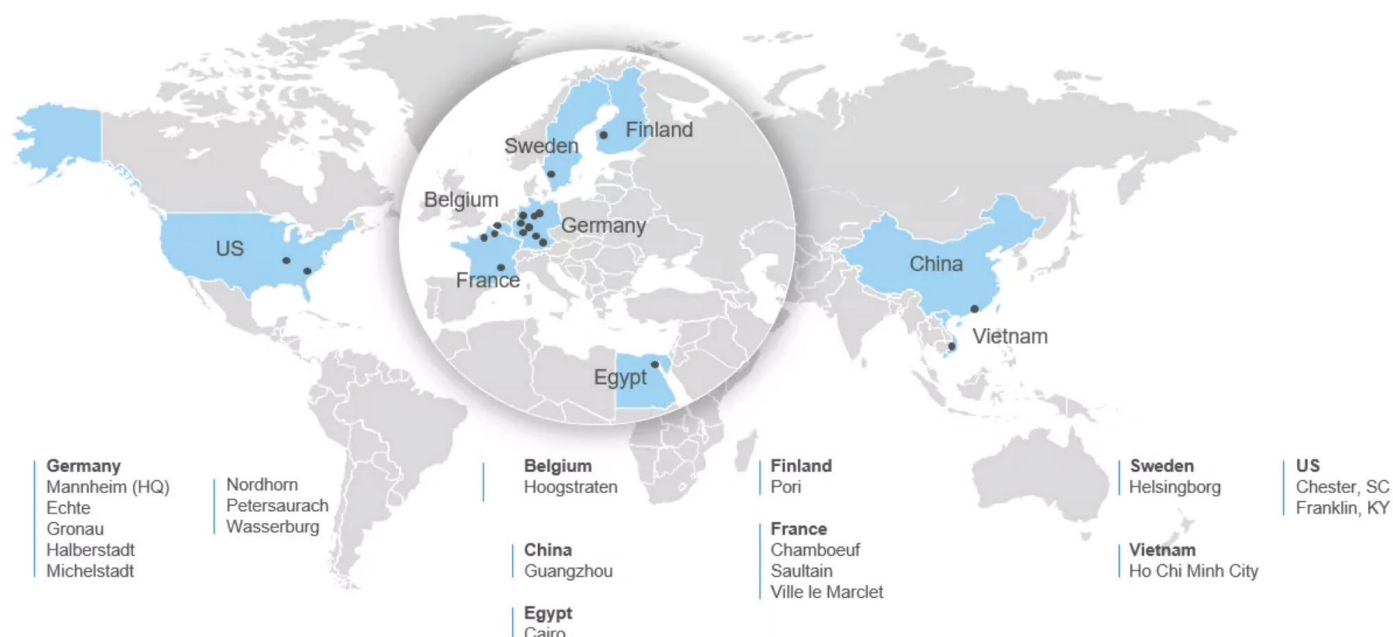 Finland
Sweden
Belgium
Germany
US
France
China
Vietnam
Egypt
Germany
Mannheim (HQ)
Echte
Gronau
Halberstadt
Michelstadt
Nordhorn
Petersaurach
Wasserburg
Belgium
Hoogstraten
China
Guangzhou
Egypt
Cairo
Finland
Pori
France
Chamboeuf
Saultain
Ville le Marclet
Sweden
Helsingborg
Vietnam
Ho Chi Minh City
US
Chester, SC
Franklin, KY